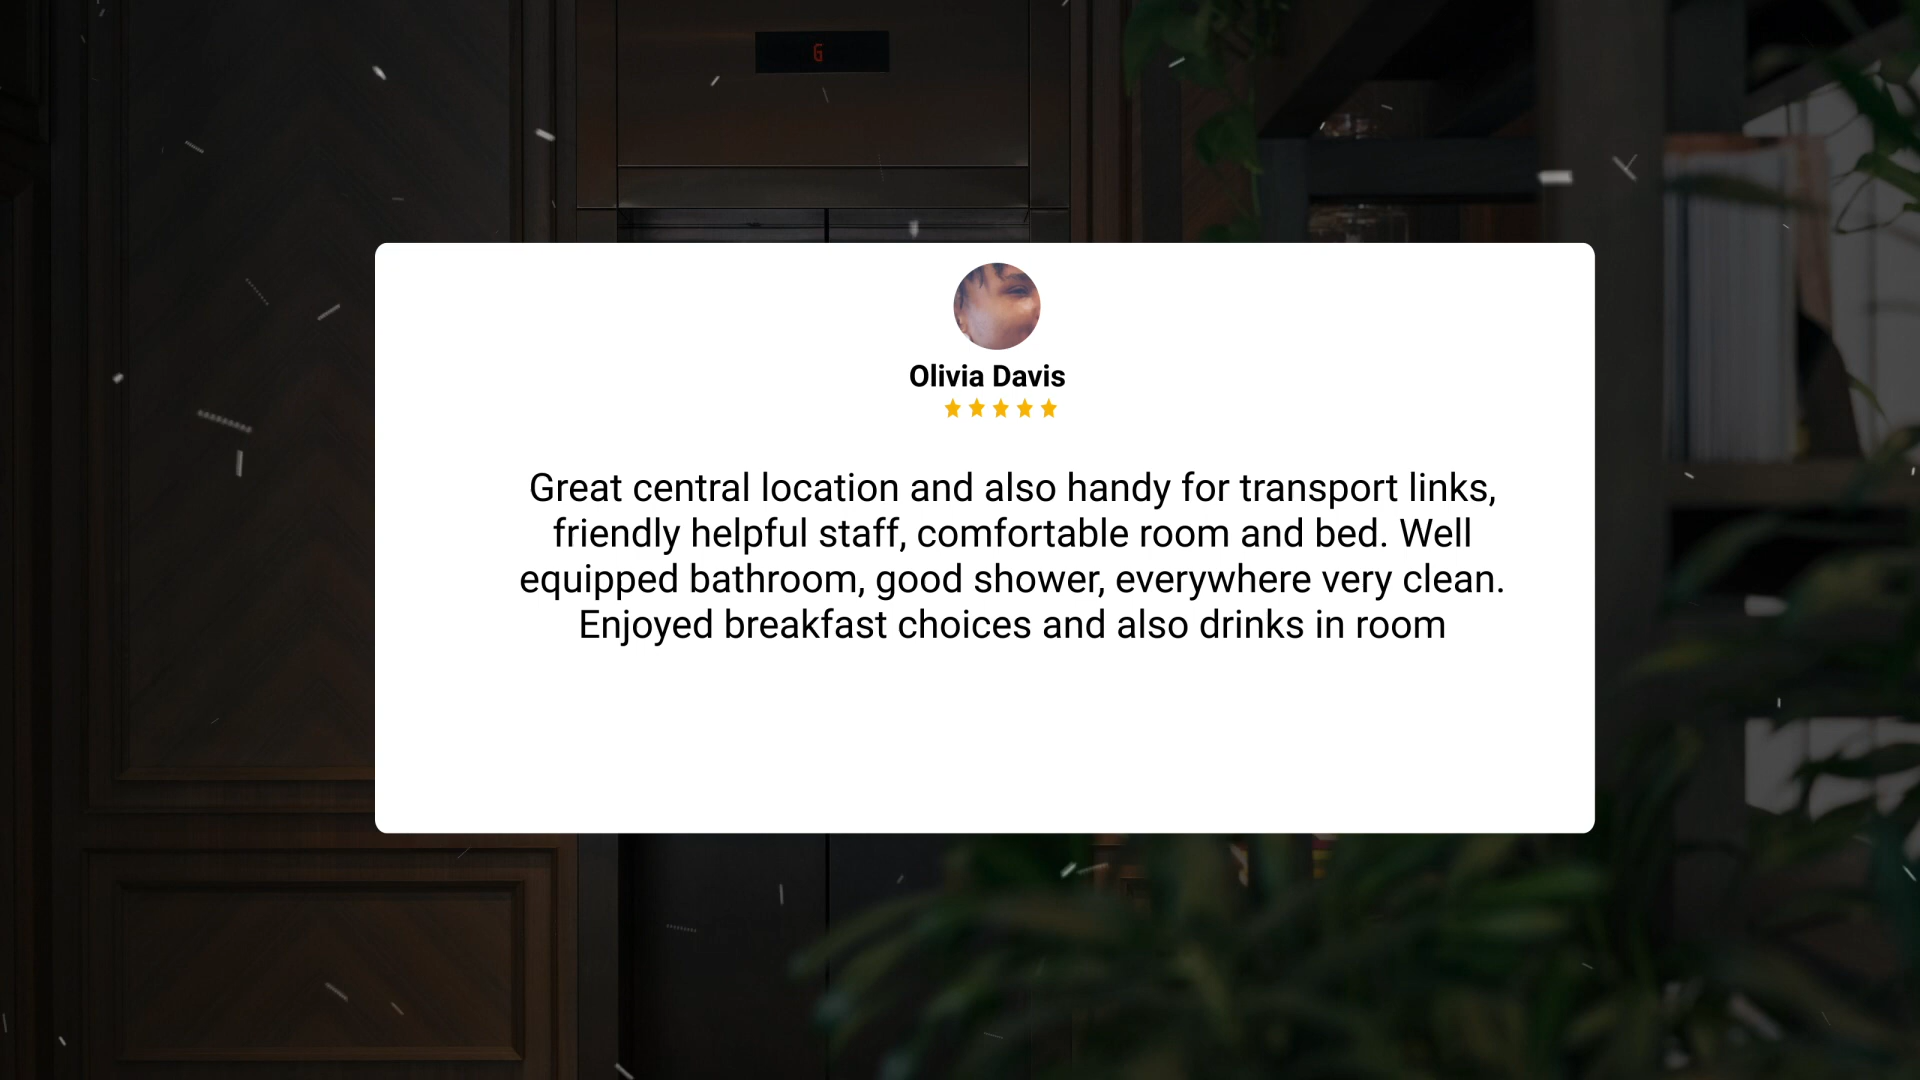 G
Olivia Davis
Great central location and also handy for transport links,
friendly helpful staff, comfortable room and bed. Well
equipped bathroom, good shower, everywhere very clean.
Enjoyed breakfast choices and also drinks in room